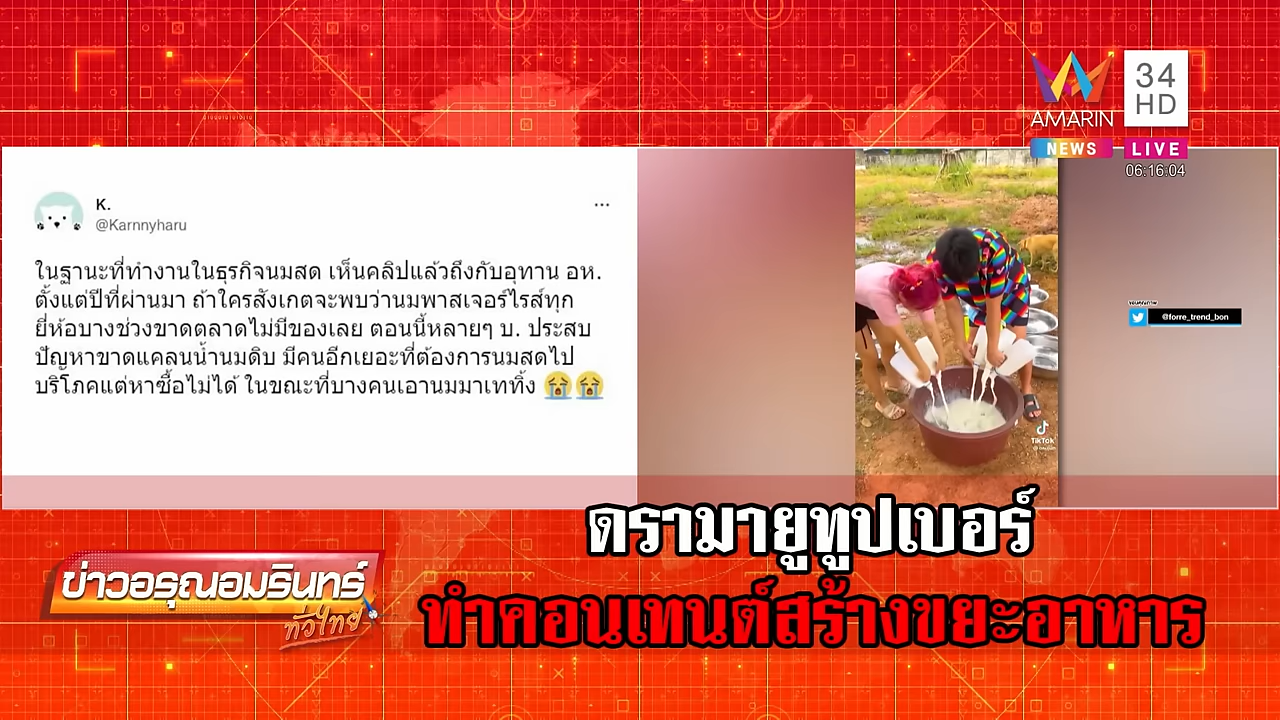 AMARIN
34
HD
NEWS
LIVE
06:16:04
K.
@Karnnyharu
ในฐานะที่ทำงานในธุรกิจนมสด เห็นคลิปแล้วถึงกับอุทาน อห.
ตั้งแต่ปีที่ผ่านมา ถ้าใครสังเกตจะพบว่านมพาสเจอร์ไรส์ทุก
ยี่ห้อบางช่วงขาดตลาดไม่มีของเลย ตอนนี้หลายๆ บ. ประสบ
ปัญหาขาดแคลนน้ำนมดิบ มีคนอีกเยอะที่ต้องการนมสดไป
บริโภคแต่หาซื้อไม่ได้ ในขณะที่บางคนเอานมมาเททิ้ง 😭😭
ขอบคุณภาพ
@forre_trend_bon
TikTok
ดรามายูทูปเบอร์
ทำคอนเทนต์สร้างขยะอาหาร
ข่าวอรุณอมรินทร์
ทั่วไทย